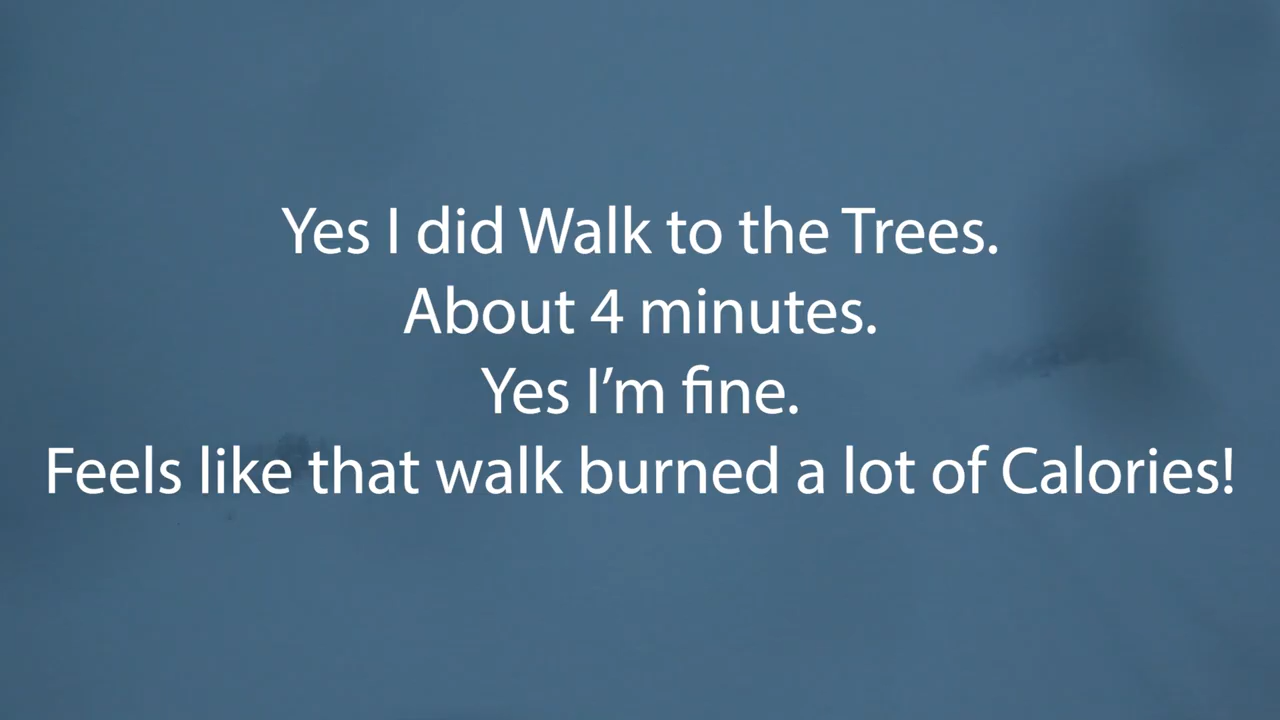 Yes I did Walk to the Trees.
About 4 minutes.
Yes I’m fine.
Feels like that walk burned a lot of Calories!